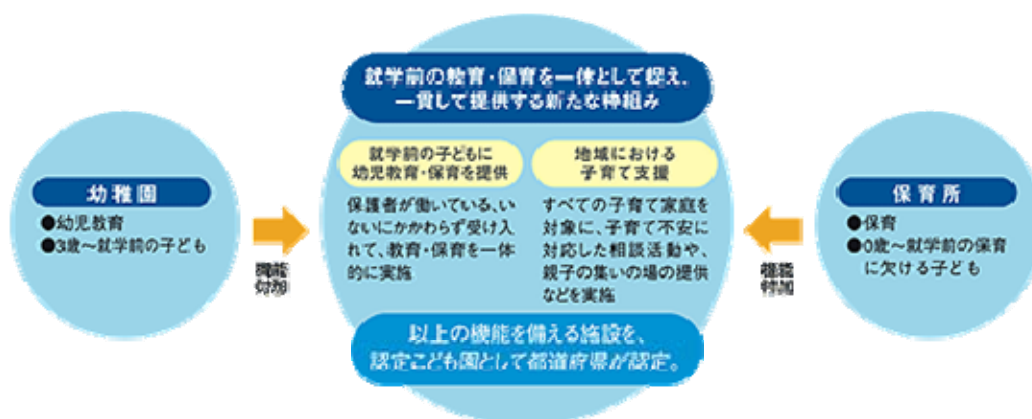 就学前の教育・保育を一体として捉え、
一貫して提供する新たな枠組み
幼稚園
●幼児教育
●3歳～就学前の子ども
機能
付加
就学前の子どもに
幼児教育・保育を提供
保護者が働いている、い
ないにかかわらず受け入
れて、教育・保育を一体
的に実施
地域における
子育て支援
すべての子育て家庭を
対象に、子育て不安に
対応した相談活動や、
親子の集いの場の提供
などを実施
機能
付加
保育所
●保育
●0歳～就学前の保育
に欠ける子ども
以上の機能を備える施設を、
認定こども園として都道府県が認定。